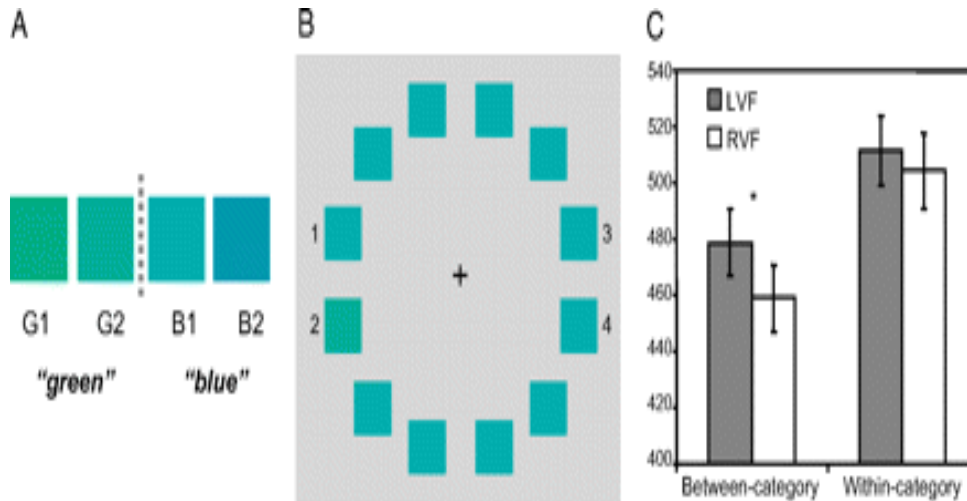 A
G1 G2 B1 B2
“green” “blue”
B
1 3
+
2 4
C
540
520
500
480
460
440
420
400
LVF
RVF
*
Between-category Within-category